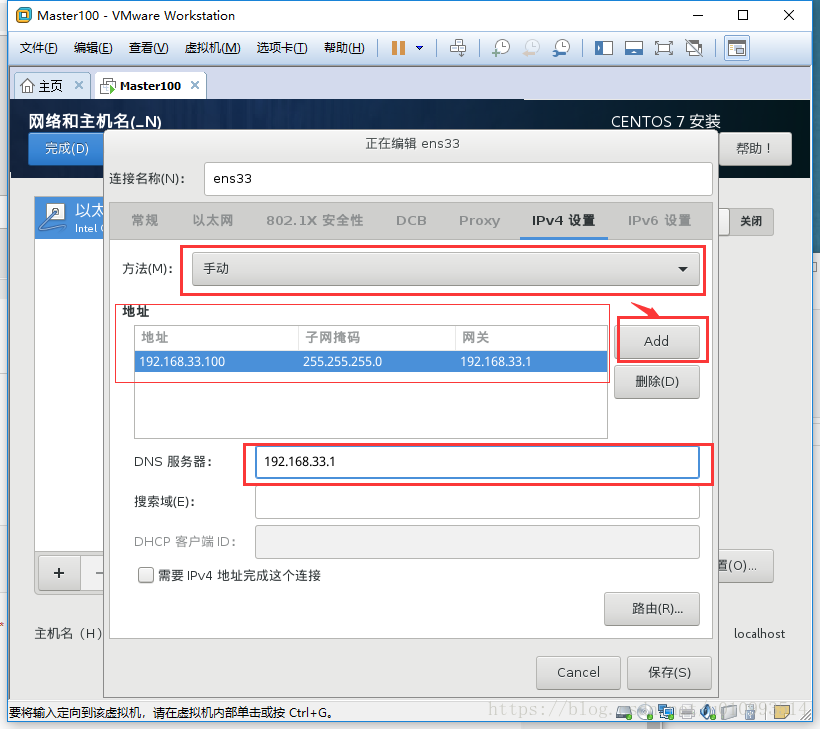 Master100 - VMware Workstation
文件(F) 编辑(E) 查看(V) 虚拟机(M) 选项卡(T) 帮助(H)
主页 Master100
网络和主机名(_N) CENTOS 7 安装
完成(D) 正在编辑 ens33 帮助！
连接名称(N)： ens33
以太
Intel
常规 以太网 802.1X 安全性 DCB Proxy IPv4 设置 IPv6 设置 关闭
方法(M)： 手动
地址
地址 子网掩码 网关 Add
192.168.33.100 255.255.255.0 192.168.33.1
删除(D)
DNS 服务器： 192.168.33.1
搜索域(E)：
DHCP 客户端 ID：
置(O)...
需要 IPv4 地址完成这个连接
路由(R)...
主机名（H） localhost
Cancel 保存(S)
要将输入定向到该虚拟机，请在虚拟机内部单击或按 Ctrl+G。
https://blog.